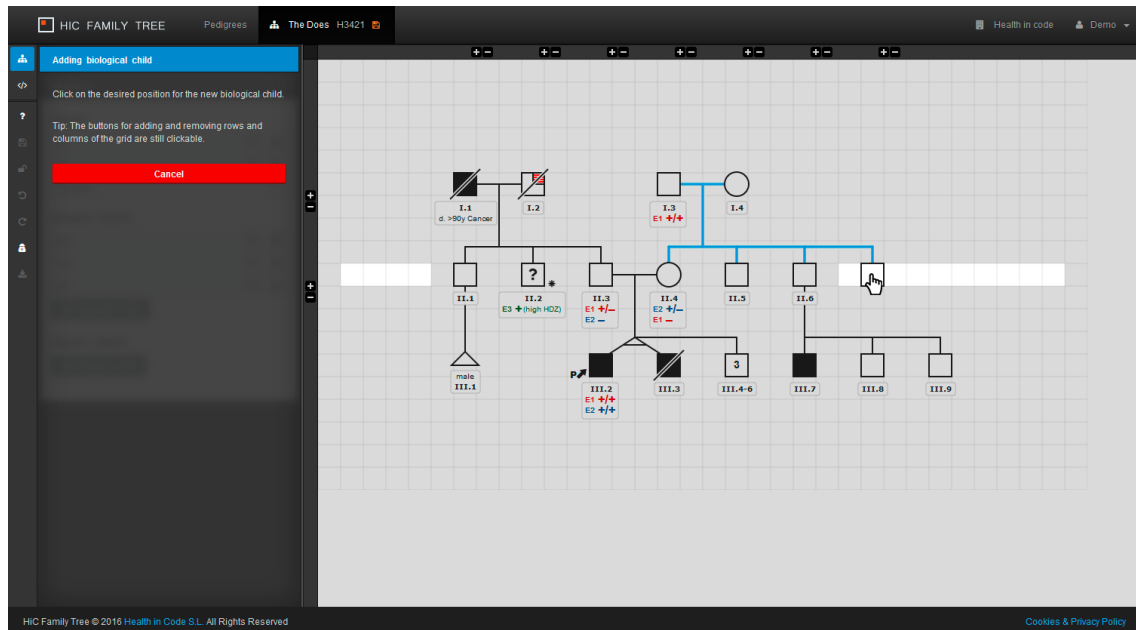 HIC FAMILY TREE Pedigrees The Does H3421 Health in code Demo
Adding biological child
Click on the desired position for the new biological child.
Tip: The buttons for adding and removing rows and
columns of the grid are still clickable.
Cancel
I.1
d. >90y Cancer
I.2
I.3
E1 +/+
I.4
?
*
II.1
II.2
E3 + (high HDZ)
II.3
E1 +/−
E2 −
II.4
E2 +/−
E1 −
II.5
II.6
male
III.1
P
III.2
E1 +/+
E2 +/+
III.3
3
III.4-6
III.7
III.8
III.9
HiC Family Tree © 2016 Health in Code S.L. All Rights Reserved Cookies & Privacy Policy